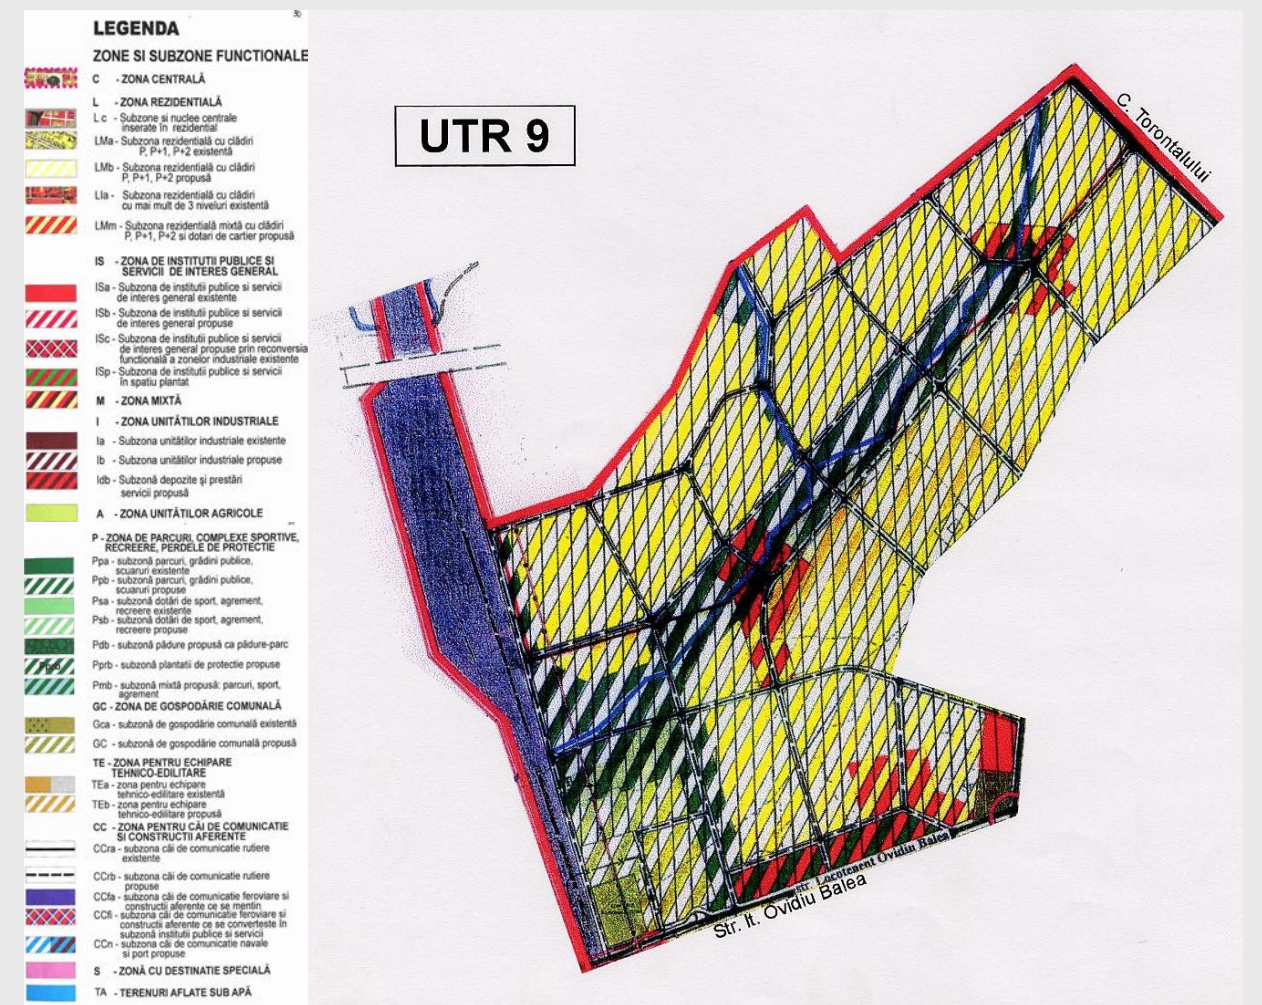 LEGENDA
ZONE SI SUBZONE FUNCTIONALE
C - ZONA CENTRALĂ
L - ZONA REZIDENTIALĂ
Lc - Subzone si nuclee centrale
inserate în rezidential
LMa - Subzona rezidentială cu clădiri
P, P+1, P+2 existentă
LMb - Subzona rezidentială cu clădiri
P, P+1, P+2 propusă
LIa - Subzona rezidentială cu clădiri
cu mai mult de 3 niveluri existentă
LMm - Subzona rezidentială mixtă cu clădiri
P, P+1, P+2 si dotari de cartier propusă
IS - ZONA DE INSTITUTII PUBLICE SI
SERVICII DE INTERES GENERAL
ISa - Subzona de institutii publice si servicii
de interes general existente
ISb - Subzona de institutii publice si servicii
de interes general propuse
ISc - Subzona de institutii publice si servicii
de interes general propuse prin reconversia
functională a zonelor industriale existente
ISp - Subzona de institutii publice si servicii
în spatiu plantat
M - ZONA MIXTĂ
I - ZONA UNITĂTILOR INDUSTRIALE
Ia - Subzona unitătilor industriale existente
Ib - Subzona unitătilor industriale propuse
Idb - Subzonă depozite şi prestări
servicii propusă
A - ZONA UNITĂTILOR AGRICOLE
P - ZONA DE PARCURI, COMPLEXE SPORTIVE,
RECREERE, PERDELE DE PROTECTIE
Ppa - subzonă parcuri, grădini publice,
scuaruri existente
Ppb - subzonă parcuri, grădini publice,
scuaruri propuse
Psa - subzonă dotări de sport, agrement,
recreere existente
Psb - subzonă dotări de sport, agrement,
recreere propuse
Pdb - subzonă pădure propusă ca pădure-parc
Pprb - subzonă plantatii de protectie propuse
Pmb - subzonă mixtă propusă: parcuri, sport,
agrement
GC - ZONA DE GOSPODĂRIE COMUNALĂ
Gca - subzonă de gospodărie comunală existentă
GC - subzonă de gospodărie comunală propusă
TE - ZONA PENTRU ECHIPARE
TEHNICO-EDILITARE
TEa - zona pentru echipare
tehnico-edilitare existentă
TEb - zona pentru echipare
tehnico-edilitare propusă
CC - ZONA PENTRU CĂI DE COMUNICATIE
SI CONSTRUCTII AFERENTE
CCra - subzona căi de comunicatie rutiere
existente
CCrb - subzona căi de comunicatie rutiere
propuse
CCfa - subzona căi de comunicatie feroviare si
constructii aferente ce se mentin
CCfi - subzona căi de comunicatie feroviare si
constructii aferente ce se converteste în
subzonă institutii publice si servicii
CCn - subzona căi de comunicatie navale
si port propuse
S - ZONĂ CU DESTINATIE SPECIALĂ
TA - TERENURI AFLATE SUB APĂ
UTR 9
C. Torontalului
str. Locotenent Ovidiu Balea
Str. lt. Ovidiu Balea